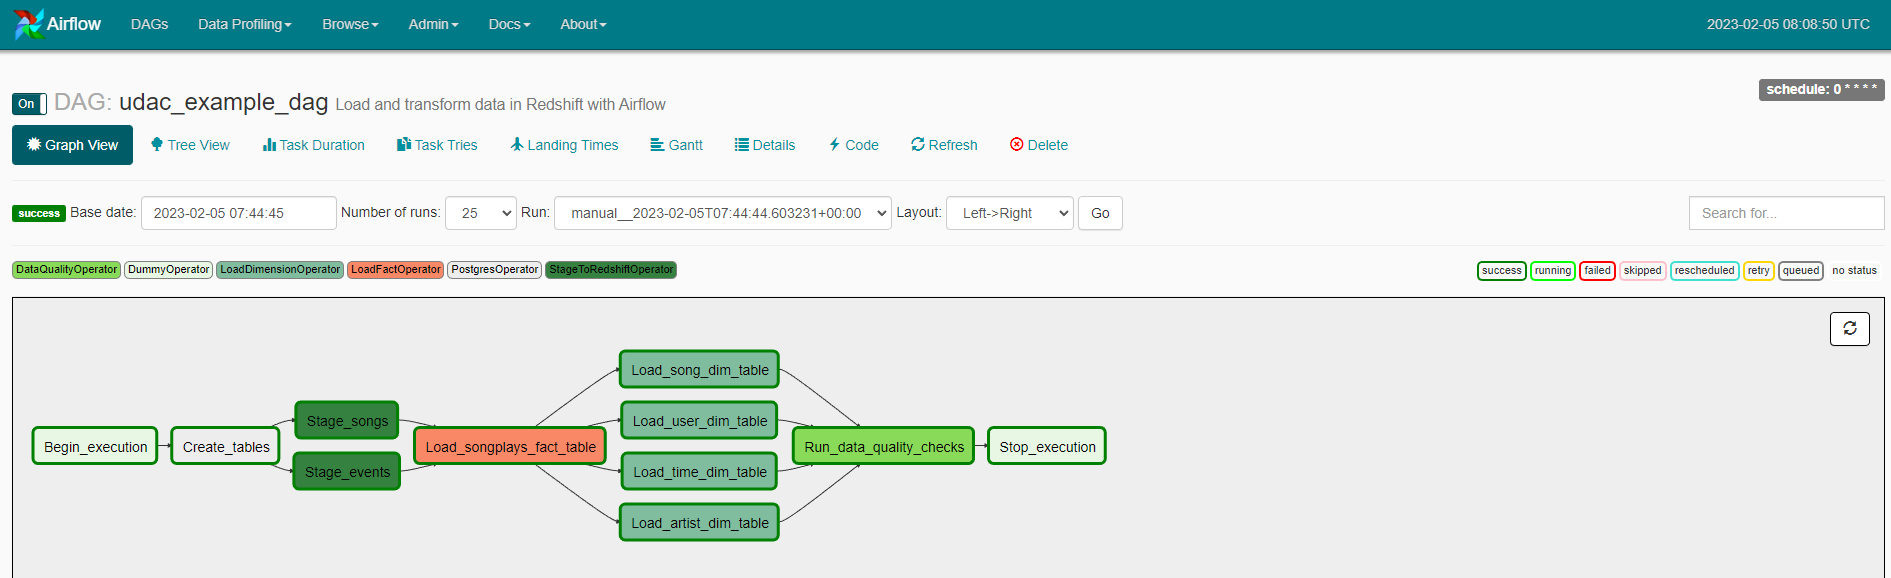 Airflow DAGs Data Profiling Browse Admin Docs About 2023-02-05 08:08:50 UTC
On DAG: udac_example_dag Load and transform data in Redshift with Airflow schedule: 0 * * * *
Graph View Tree View Task Duration Task Tries Landing Times Gantt Details Code Refresh Delete
success Base date: 2023-02-05 07:44:45 Number of runs: 25 Run: manual__2023-02-05T07:44:44.603231+00:00 Layout: Left->Right Go Search for...
DataQualityOperator DummyOperator LoadDimensionOperator LoadFactOperator PostgresOperator StageToRedshiftOperator success running failed skipped rescheduled retry queued no status
Begin_execution
Create_tables
Stage_songs
Stage_events
Load_songplays_fact_table
Load_song_dim_table
Load_user_dim_table
Load_time_dim_table
Load_artist_dim_table
Run_data_quality_checks
Stop_execution